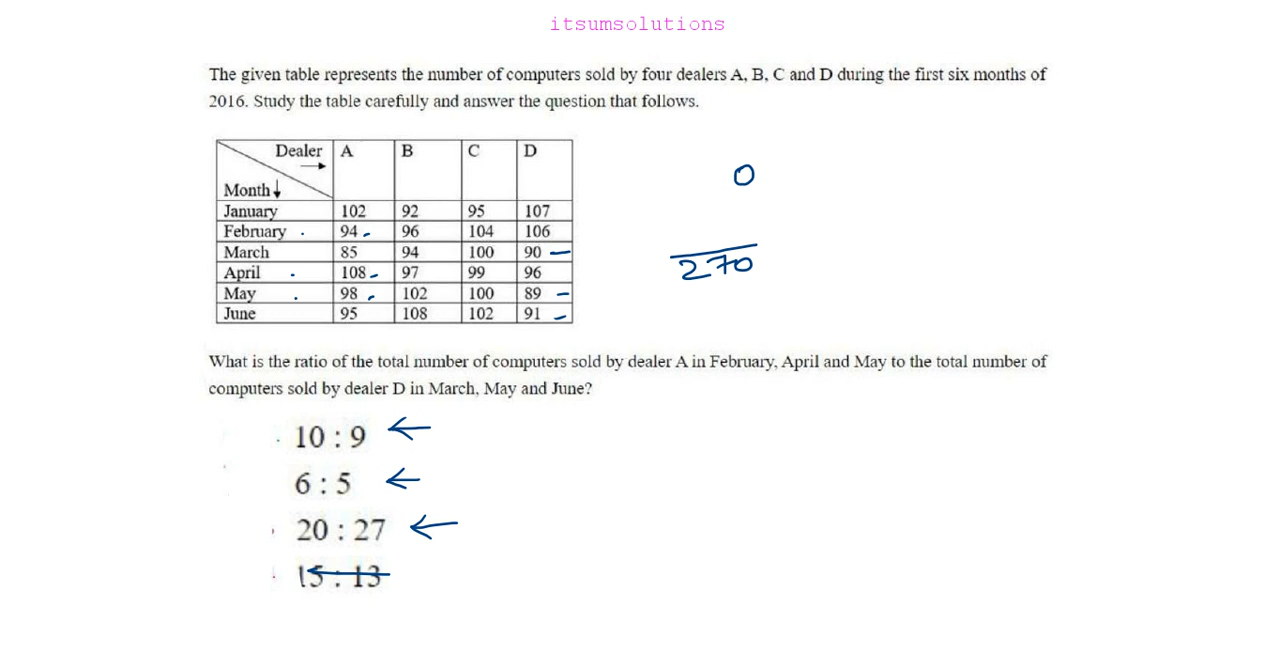 itsumsolutions
The given table represents the number of computers sold by four dealers A, B, C and D during the first six months of
2016. Study the table carefully and answer the question that follows.
Dealer → A B C D
Month ↓
January 102 92 95 107
February 94 96 104 106
March 85 94 100 90
April 108 97 99 96
May 98 102 100 89
June 95 108 102 91
0
270
What is the ratio of the total number of computers sold by dealer A in February, April and May to the total number of
computers sold by dealer D in March, May and June?
10 : 9 ←
6 : 5 ←
20 : 27 ←
15 : 13